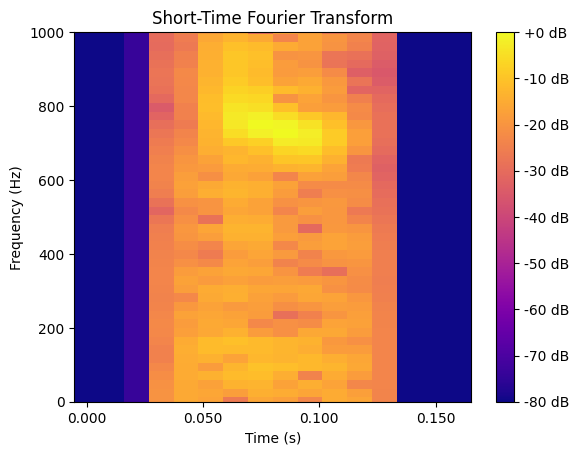 Short-Time Fourier Transform
1000
800
600
400
200
0
Frequency (Hz)
0.000
0.050
0.100
0.150
Time (s)
+0 dB
-10 dB
-20 dB
-30 dB
-40 dB
-50 dB
-60 dB
-70 dB
-80 dB